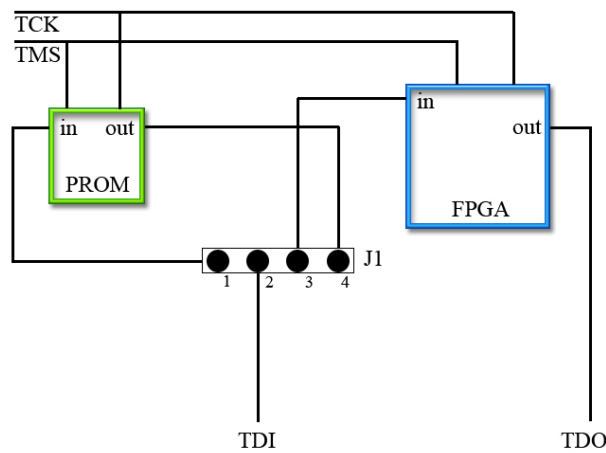 TCK
TMS
in out
PROM
in
out
FPGA
J1
1 2 3 4
TDI
TDO